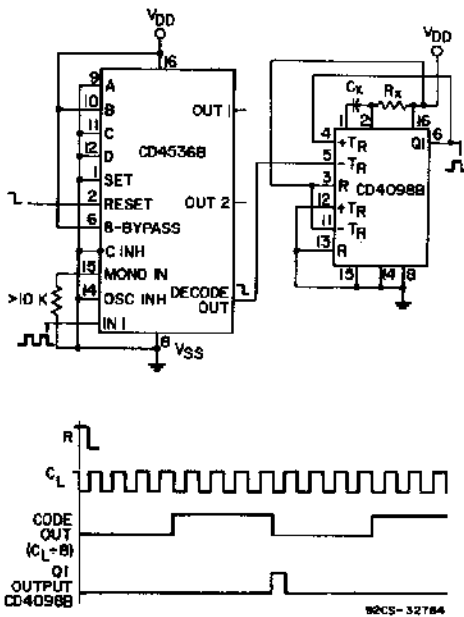 VDD
16
9 A
10 B
11 C
12 D
1 SET
2 RESET
6 8-BYPASS
C INH
15 MONO IN
14 OSC INH
IN 1
>10 K
CD4536B
OUT 1
OUT 2
DECODE
OUT
8 VSS
VDD
CX RX
1 2 16
4 +TR Q1 6
5 -TR
3 R CD4098B
12 +TR
11 -TR
13 R
15 14 8
R
CL
CODE
OUT
(CL÷8)
Q1
OUTPUT
CD4098B
92CS-32784